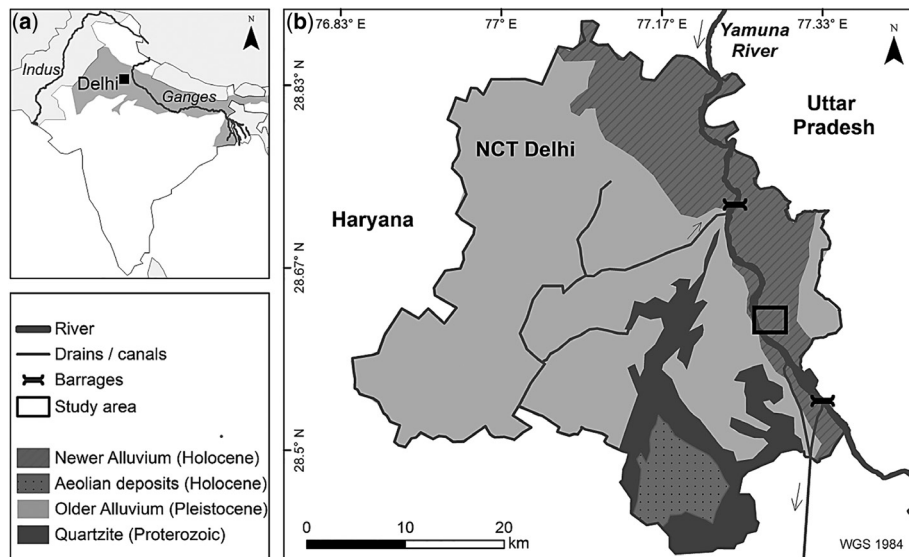 (a)
N
Indus
Delhi
Ganges
River
Drains / canals
Barrages
Study area
Newer Alluvium (Holocene)
Aeolian deposits (Holocene)
Older Alluvium (Pleistocene)
Quartzite (Proterozoic)
(b)
76.83° E
77° E
77.17° E
77.33° E
Yamuna
River
N
28.83° N
Uttar
Pradesh
NCT Delhi
Haryana
28.67° N
28.5° N
0 10 20
km
WGS 1984